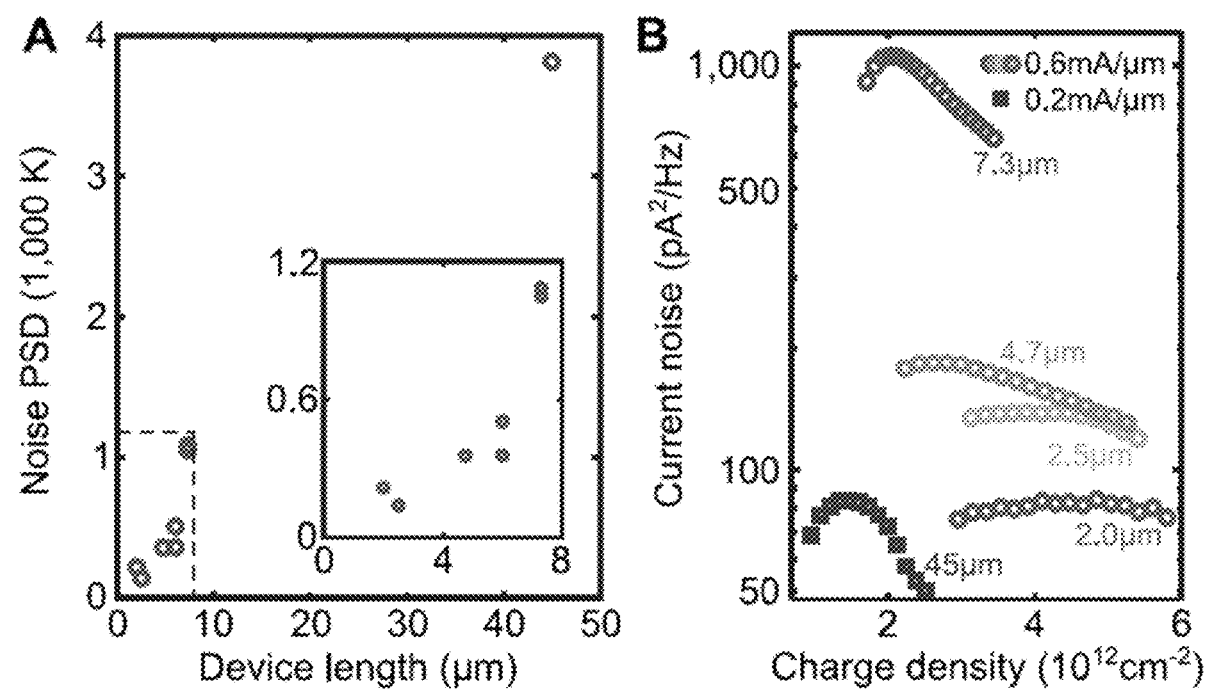 A
Noise PSD (1,000 K)
4
3
2
1
0
0
10
20
30
40
50
Device length (μm)
1.2
0.6
0
0
4
8
B
Current noise (pA²/Hz)
1,000
500
100
50
2
4
6
Charge density (10¹²cm⁻²)
0.6mA/μm
0.2mA/μm
7.3μm
4.7μm
2.5μm
2.0μm
45μm